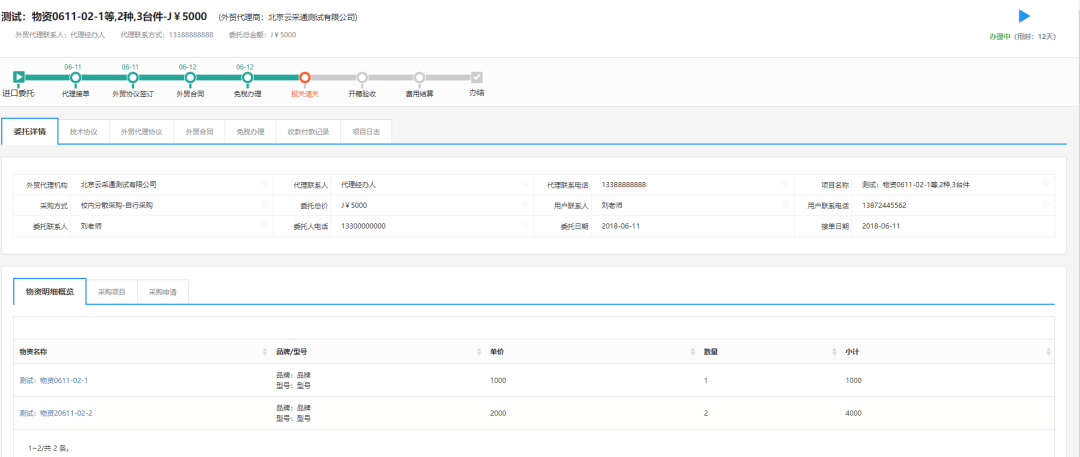 测试：物资0611-02-1等,2种,3台件-J￥5000 （外贸代理商：北京云采通测试有限公司）
外贸代理联系人：代理经办人 代理联系方式：13388888888 委托总金额：J￥5000
办理中（用时：12天）
06-11 06-11 06-12 06-12
进口委托 代理接单 外贸协议签订 外贸合同 免税办理 报关清关 开箱验收 费用结算 办结
委托详情 技术协议 外贸代理协议 外贸合同 免税办理 收款付款记录 项目日志
外贸代理机构 北京云采通测试有限公司 代理联系人 代理经办人 代理联系电话 13388888888 项目名称 测试：物资0611-02-1等,2种,3台件
采购方式 校内分散采购-自行采购 委托总价 J￥5000 用户联系人 刘老师 用户联系电话 13872445562
委托联系人 刘老师 委托人电话 13300000000 委托日期 2018-06-11 接单日期 2018-06-11
物资明细概览 采购项目 采购申请
物资名称 品牌/型号 单价 数量 小计
测试：物资0611-02-1 品牌：品牌 1000 1 1000
型号：型号
测试：物资20611-02-2 品牌：品牌 2000 2 4000
型号：型号
1~2/共 2 条。